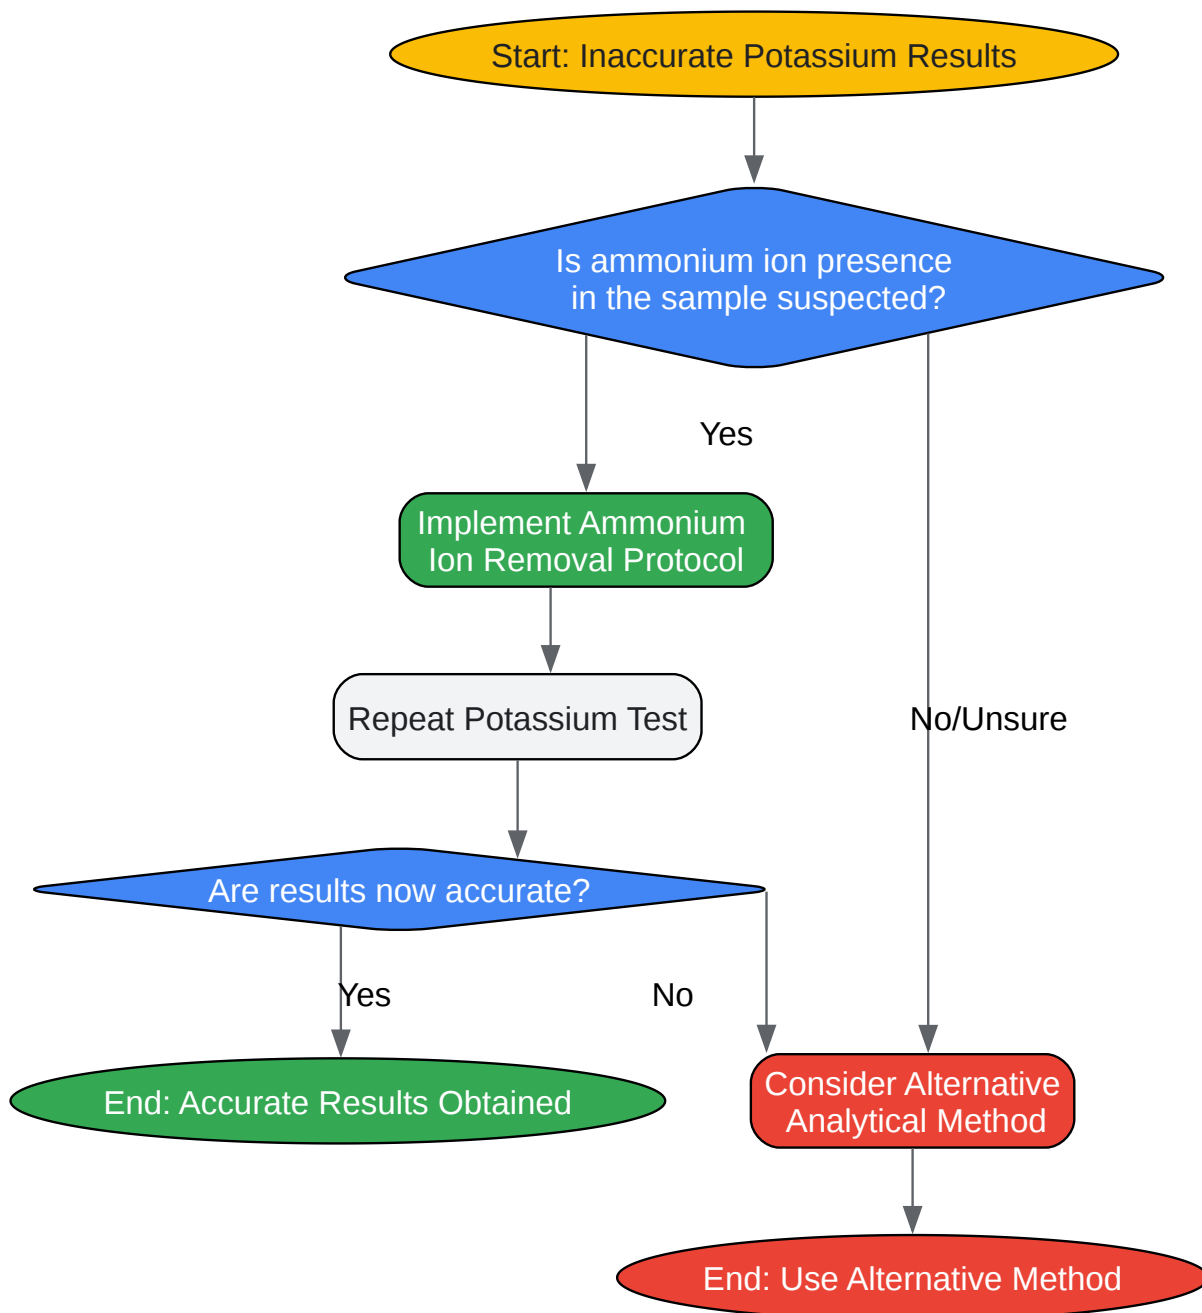 Start: Inaccurate Potassium Results
Is ammonium ion presence
in the sample suspected?
Yes
Implement Ammonium
Ion Removal Protocol
Repeat Potassium Test
No/Unsure
Are results now accurate?
Yes
No
End: Accurate Results Obtained
Consider Alternative
Analytical Method
End: Use Alternative Method